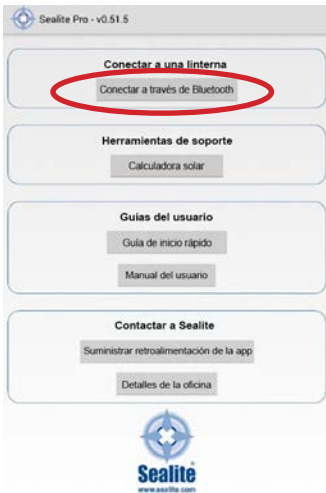 Sealite Pro - v0.51.5
Conectar a una linterna
Conectar a través de Bluetooth
Herramientas de soporte
Calculadora solar
Guias del usuario
Guía de inicio rápido
Manual del usuario
Contactar a Sealite
Suministrar retroalimentación de la app
Detalles de la oficina
Sealite
www.sealite.com